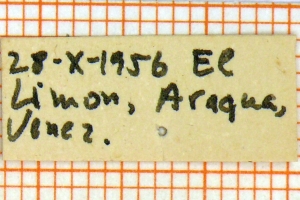 28-X-1956 El
Limon, Aragua,
Venez.